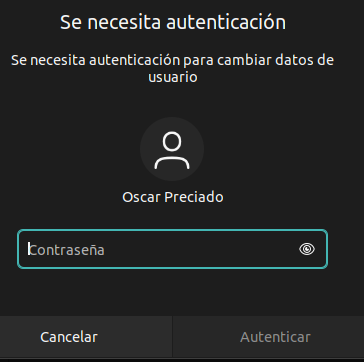 Se necesita autenticación
Se necesita autenticación para cambiar datos de
usuario
Oscar Preciado
Contraseña
Cancelar
Autenticar